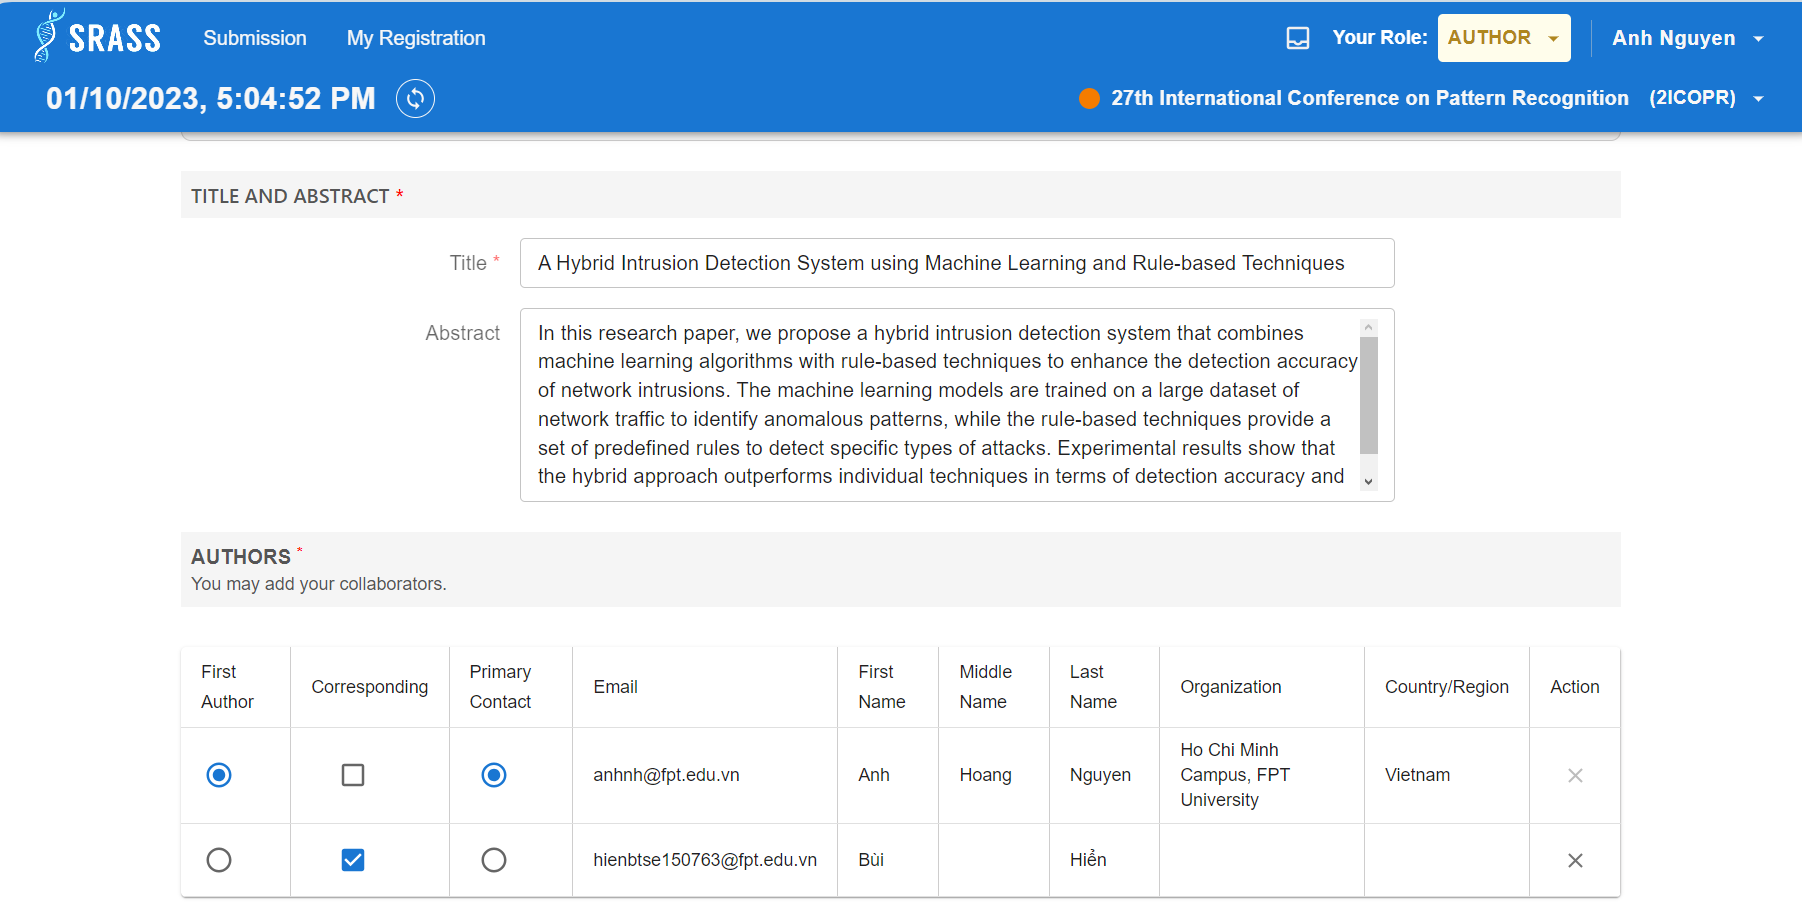 SRASS Submission My Registration Your Role: AUTHOR Anh Nguyen
01/10/2023, 5:04:52 PM 27th International Conference on Pattern Recognition (2ICOPR)
TITLE AND ABSTRACT *
Title * A Hybrid Intrusion Detection System using Machine Learning and Rule-based Techniques
Abstract
In this research paper, we propose a hybrid intrusion detection system that combines
machine learning algorithms with rule-based techniques to enhance the detection accuracy
of network intrusions. The machine learning models are trained on a large dataset of
network traffic to identify anomalous patterns, while the rule-based techniques provide a
set of predefined rules to detect specific types of attacks. Experimental results show that
the hybrid approach outperforms individual techniques in terms of detection accuracy and
AUTHORS *
You may add your collaborators.
First Author Corresponding Primary Contact Email First Name Middle Name Last Name Organization Country/Region Action
anhnh@fpt.edu.vn Anh Hoang Nguyen Ho Chi Minh Campus, FPT University Vietnam
hienbtse150763@fpt.edu.vn Bùi Hiển